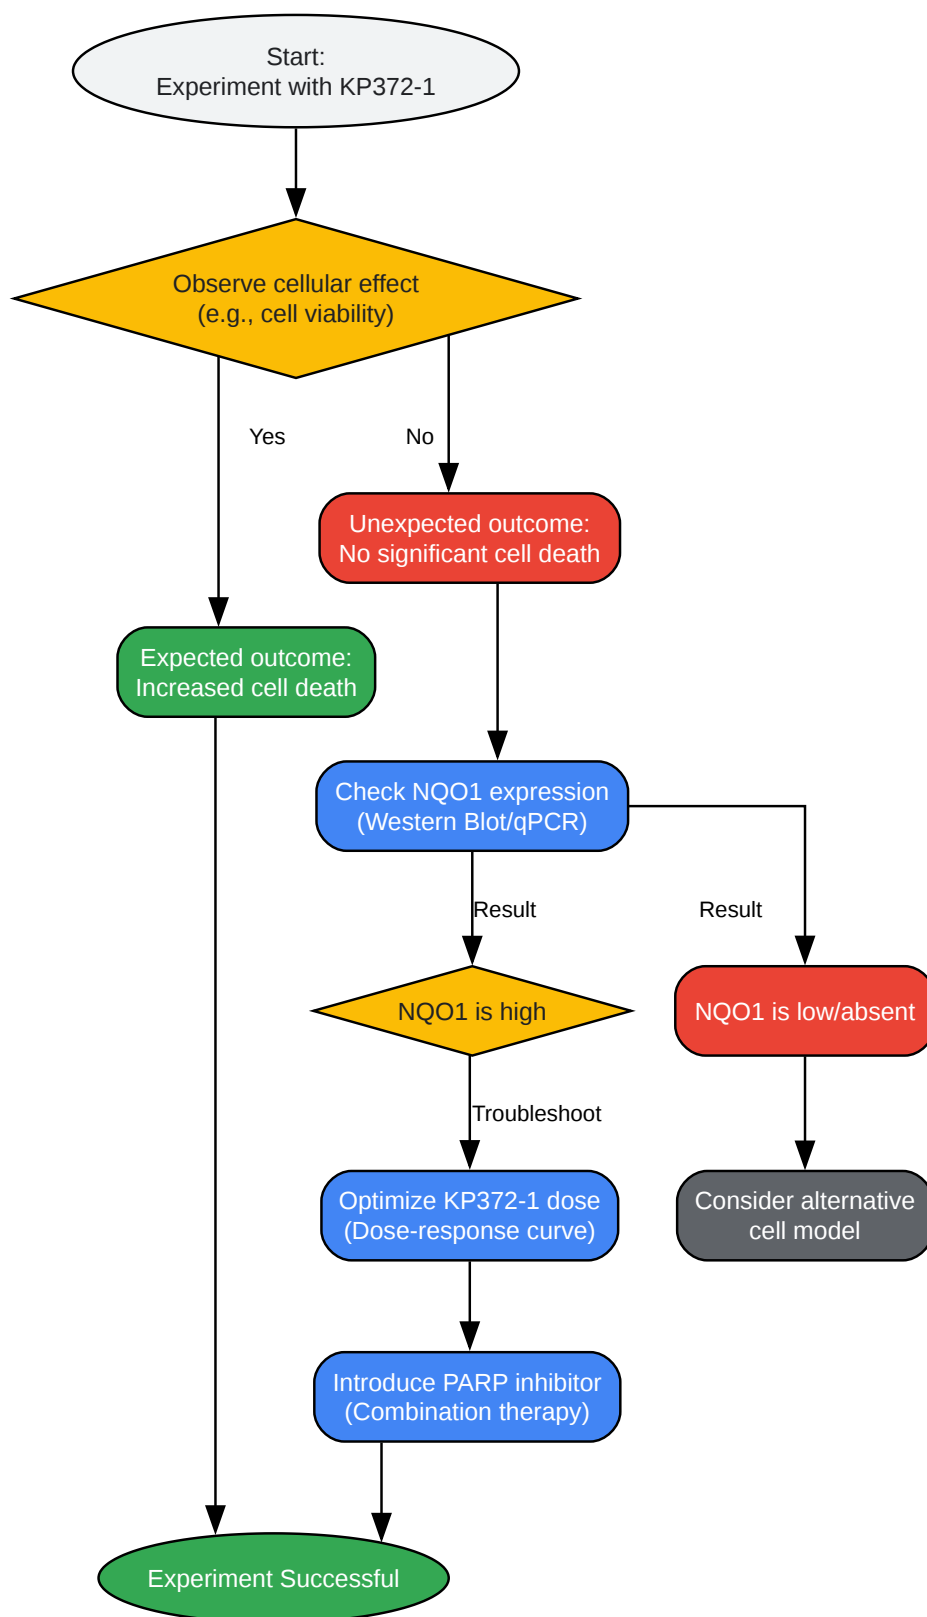 Start:
Experiment with KP372-1
Observe cellular effect
(e.g., cell viability)
Yes
No
Unexpected outcome:
No significant cell death
Expected outcome:
Increased cell death
Check NQO1 expression
(Western Blot/qPCR)
Result
Result
NQO1 is high
NQO1 is low/absent
Troubleshoot
Optimize KP372-1 dose
(Dose-response curve)
Consider alternative
cell model
Introduce PARP inhibitor
(Combination therapy)
Experiment Successful